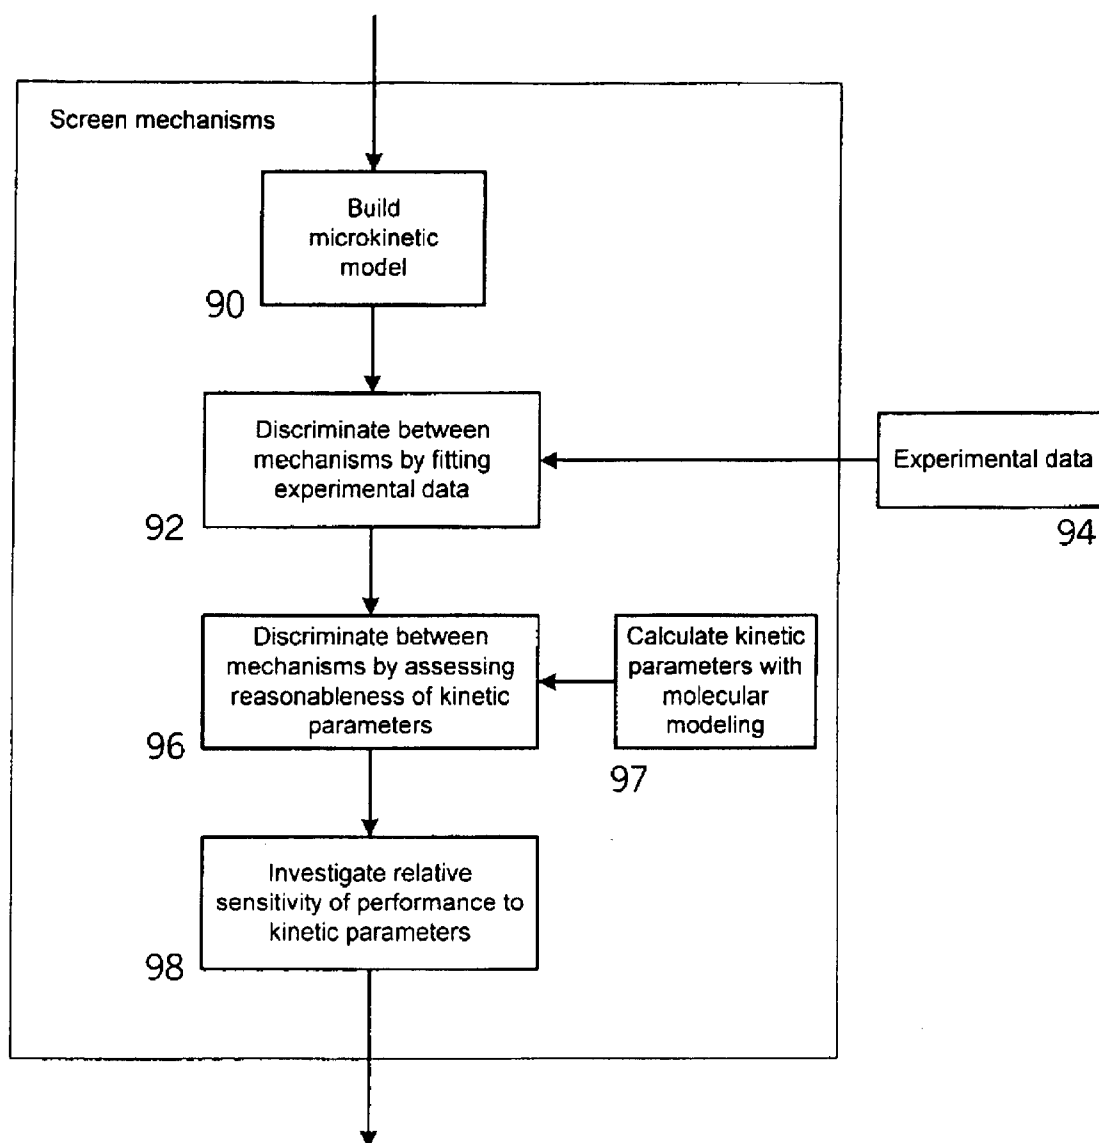 Screen mechanisms
Build
microkinetic
model
90
Discriminate between
mechanisms by fitting
experimental data
92
Experimental data
94
Discriminate between
mechanisms by assessing
reasonableness of kinetic
parameters
96
Calculate kinetic
parameters with
molecular
modeling
97
Investigate relative
sensitivity of performance to
kinetic parameters
98